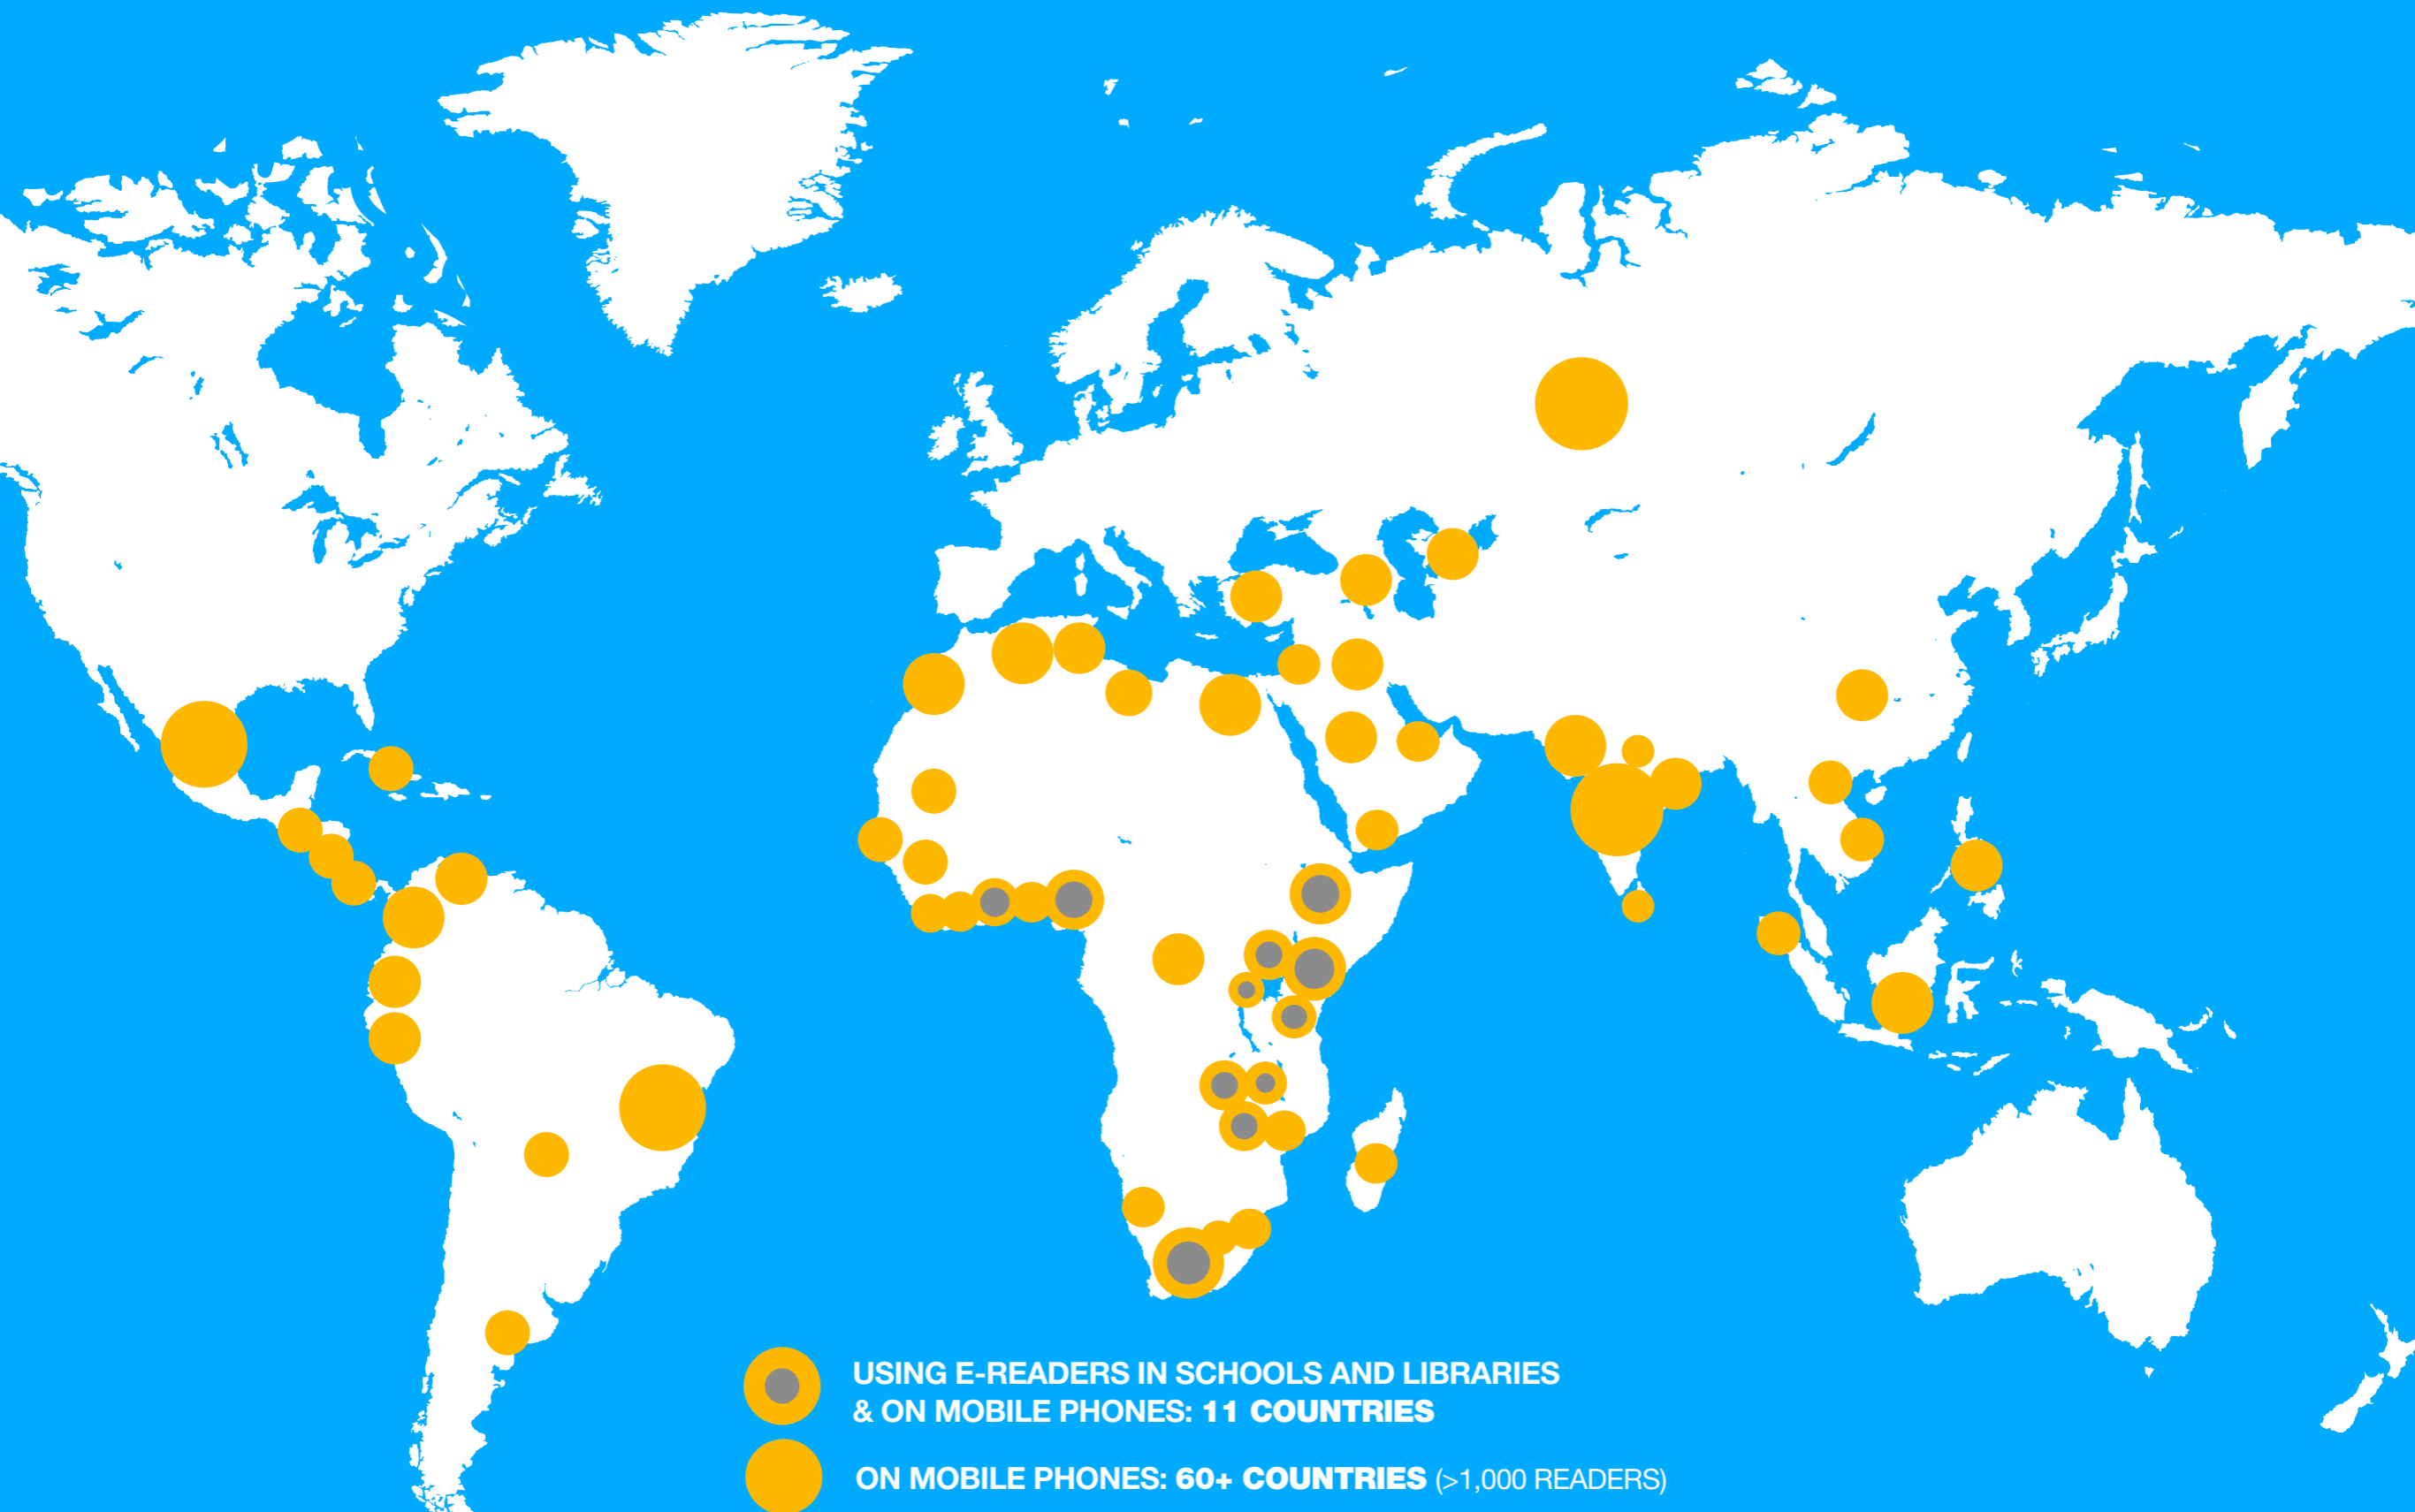 USING E-READERS IN SCHOOLS AND LIBRARIES
& ON MOBILE PHONES: 11 COUNTRIES
ON MOBILE PHONES: 60+ COUNTRIES (>1,000 READERS)